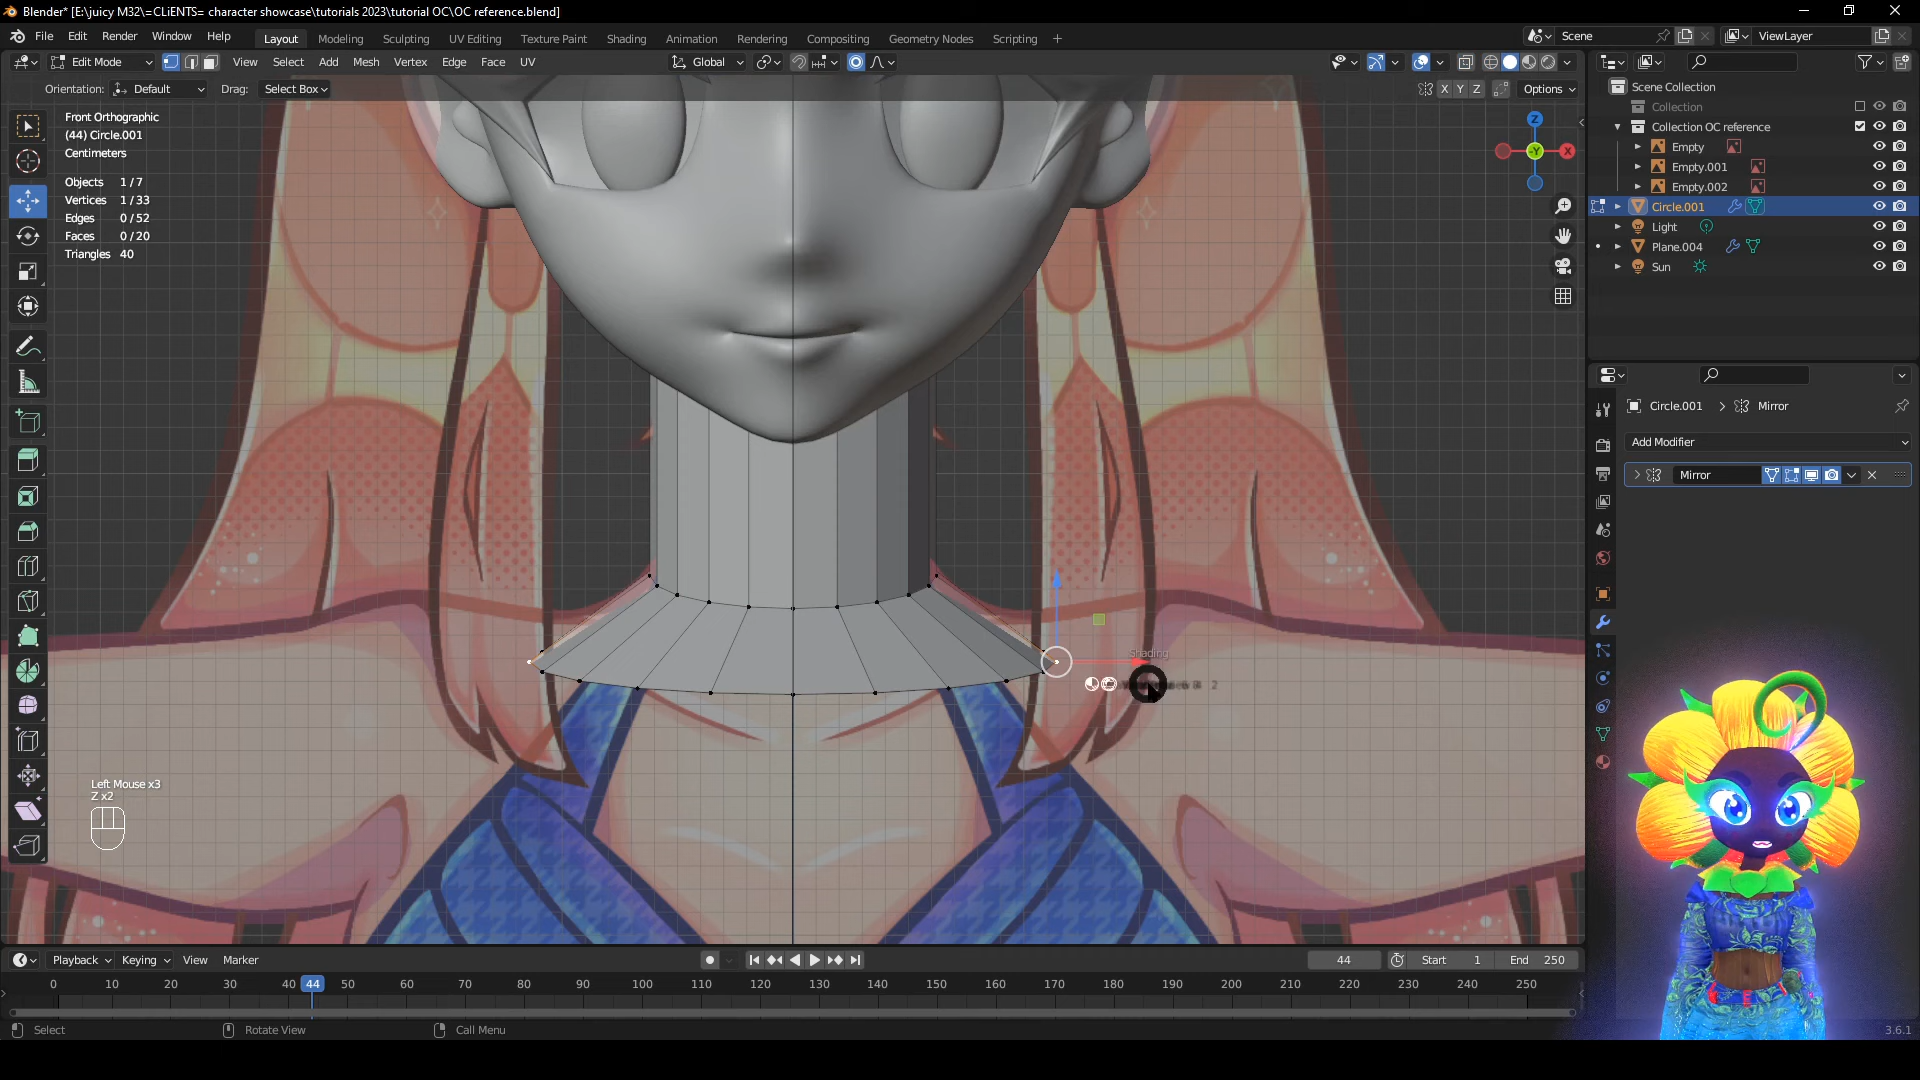 Blender* [E:\juicy M32\=CLiENTS= character showcase\tutorials 2023\tutorial OC\OC reference.blend]
File Edit Render Window Help Layout Modeling Sculpting UV Editing Texture Paint Shading Animation Rendering Compositing Geometry Nodes Scripting + Scene ViewLayer
Edit Mode View Select Add Mesh Vertex Edge Face UV Global
Orientation: Default Drag: Select Box X Y Z Options
Front Orthographic
(44) Circle.001
Centimeters
Objects 1/7
Vertices 1/33
Edges 0/52
Faces 0/20
Triangles 40
Z
-Y
X
Scene Collection
Collection
Collection OC reference
Empty
Empty.001
Empty.002
Circle.001
Light
Plane.004
Sun
Circle.001 > Mirror
Add Modifier
Mirror
Shading
2
Left Mouse x3
Z x2
Playback Keying View Marker 44 Start 1 End 250
0 10 20 30 40 44 50 60 70 80 90 100 110 120 130 140 150 160 170 180 190 200 210 220 230 240 250
Select Rotate View Call Menu 3.6.1